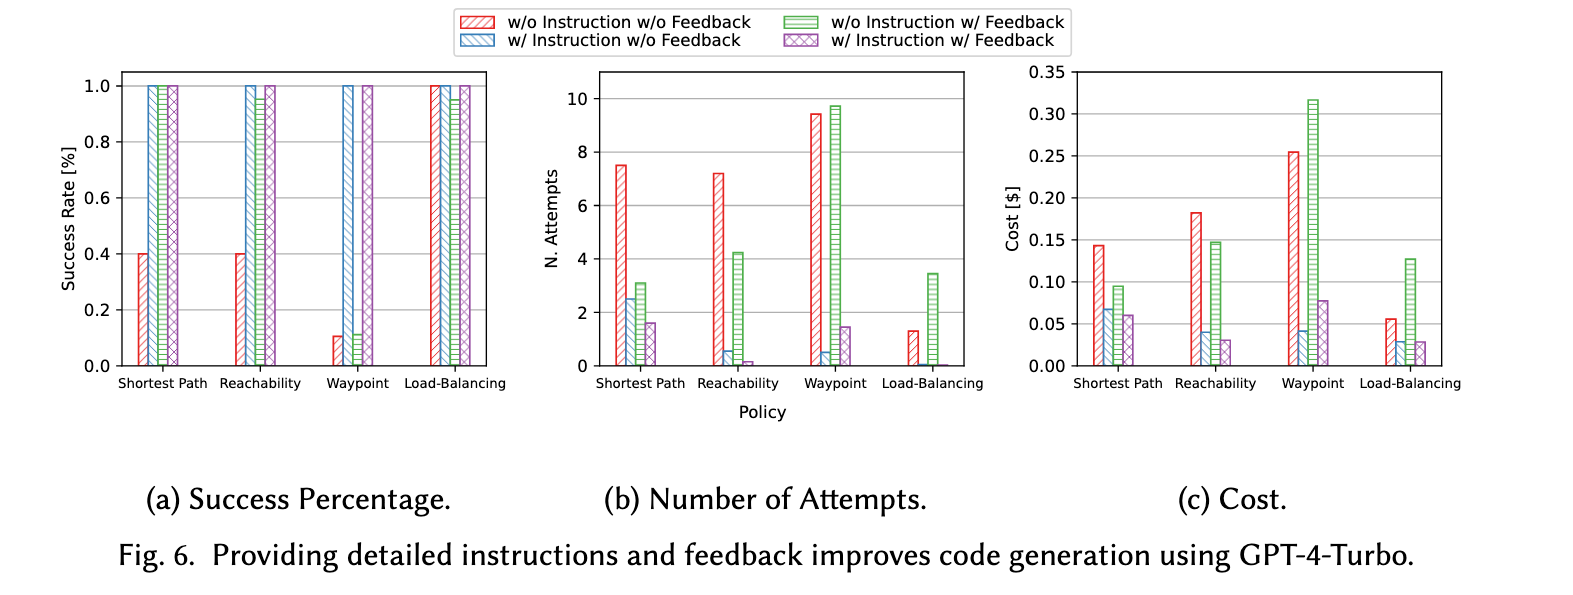 w/o Instruction w/o Feedback
w/ Instruction w/o Feedback
w/o Instruction w/ Feedback
w/ Instruction w/ Feedback
Success Rate [%]
1.0
0.8
0.6
0.4
0.2
0.0
Shortest Path Reachability Waypoint Load-Balancing
N. Attempts
10
8
6
4
2
0
Shortest Path Reachability Waypoint Load-Balancing
Policy
Cost [$]
0.35
0.30
0.25
0.20
0.15
0.10
0.05
0.00
Shortest Path Reachability Waypoint Load-Balancing
(a) Success Percentage.
(b) Number of Attempts.
(c) Cost.
Fig. 6. Providing detailed instructions and feedback improves code generation using GPT-4-Turbo.